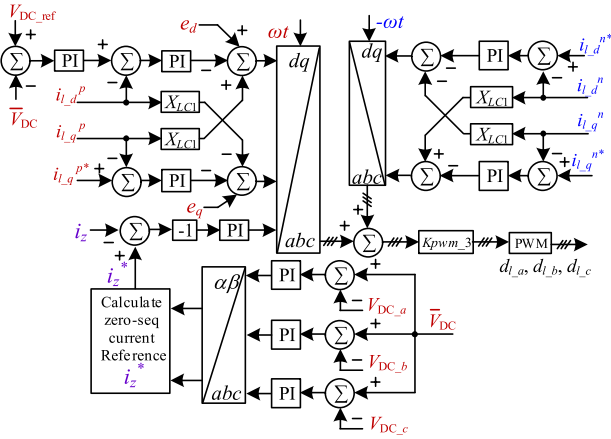 V_DC_ref
e_d
ωt
-ωt
+ Σ PI + Σ PI − Σ + dq
dq Σ + − PI Σ − + i_l_d^n*
− − − −
V̅_DC
i_l_d^p X_LC1
X_LC1 i_l_d^n
i_l_q^p X_LC1
X_LC1 i_l_q^n
i_l_q^p* + − Σ PI − − Σ +
abc Σ + − PI Σ − + i_l_q^n*
e_q
i_z − Σ -1 PI abc
+ + Σ Kpwm_3 PWM
d_l_a, d_l_b, d_l_c
+
i_z^*
αβ PI Σ +
− V_DC_a
Calculate
zero-seq
current
Reference
i_z^*
V̅_DC
PI Σ +
− V_DC_b
abc PI Σ +
− V_DC_c